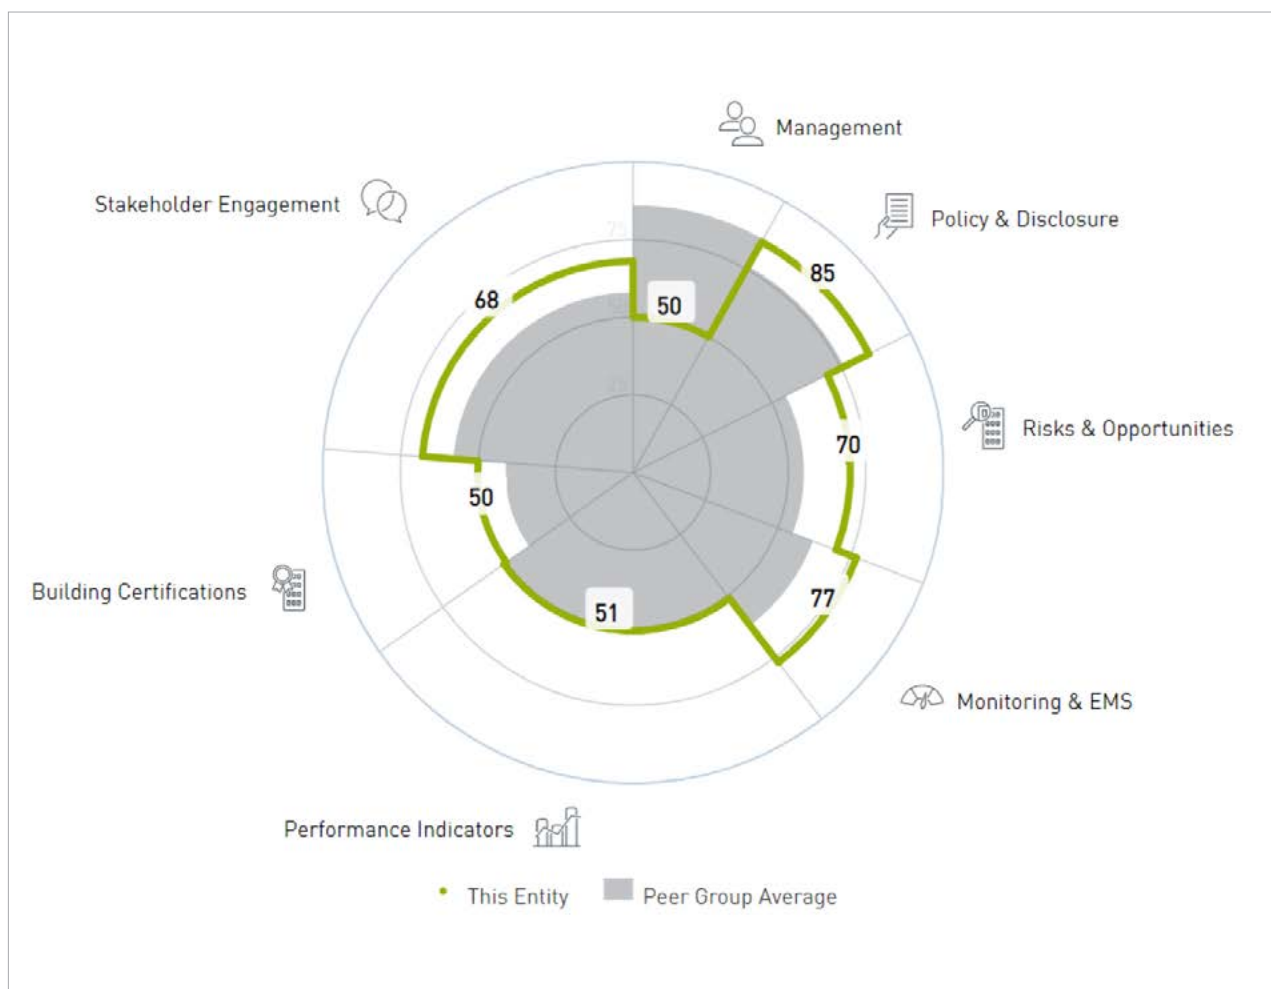 Management
Stakeholder Engagement
Policy & Disclosure
75
85
68
50
Risks & Opportunities
70
50
Building Certifications
77
51
Monitoring & EMS
Performance Indicators
This Entity
Peer Group Average